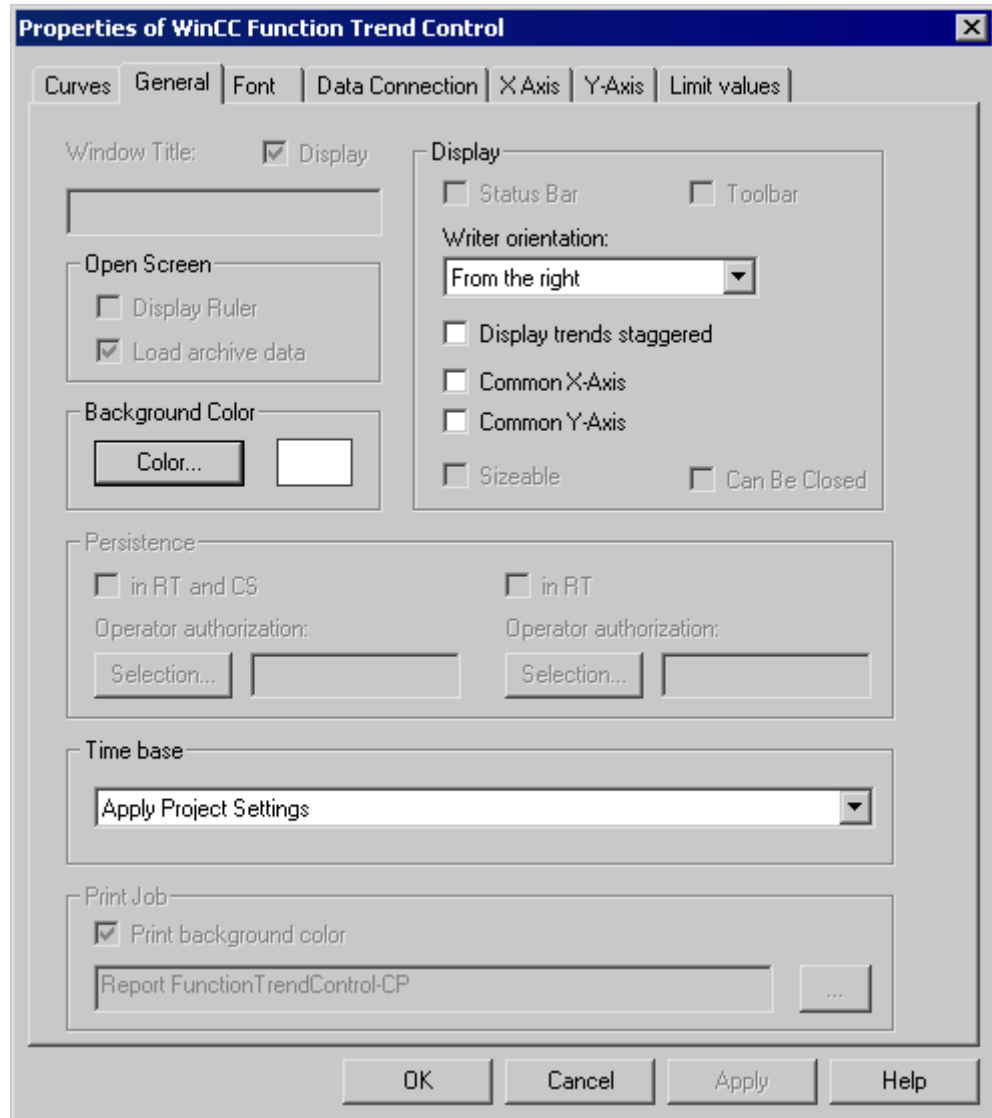 Properties of WinCC Function Trend Control
Curves General Font Data Connection X Axis Y-Axis Limit values
Window Title: Display
Open Screen
Display Ruler
Load archive data
Background Color
Color...
Display
Status Bar Toolbar
Writer orientation:
From the right
Display trends staggered
Common X-Axis
Common Y-Axis
Sizeable Can Be Closed
Persistence
in RT and CS in RT
Operator authorization: Operator authorization:
Selection... Selection...
Time base
Apply Project Settings
Print Job
Print background color
Report FunctionTrendControl-CP ...
OK Cancel Apply Help